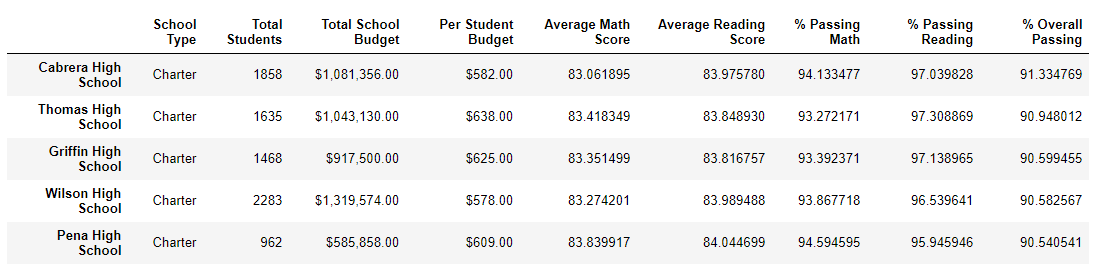 School Type Total Students Total School Budget Per Student Budget Average Math Score Average Reading Score % Passing Math % Passing Reading % Overall Passing
Cabrera High School Charter 1858 $1,081,356.00 $582.00 83.061895 83.975780 94.133477 97.039828 91.334769
Thomas High School Charter 1635 $1,043,130.00 $638.00 83.418349 83.848930 93.272171 97.308869 90.948012
Griffin High School Charter 1468 $917,500.00 $625.00 83.351499 83.816757 93.392371 97.138965 90.599455
Wilson High School Charter 2283 $1,319,574.00 $578.00 83.274201 83.989488 93.867718 96.539641 90.582567
Pena High School Charter 962 $585,858.00 $609.00 83.839917 84.044699 94.594595 95.945946 90.540541